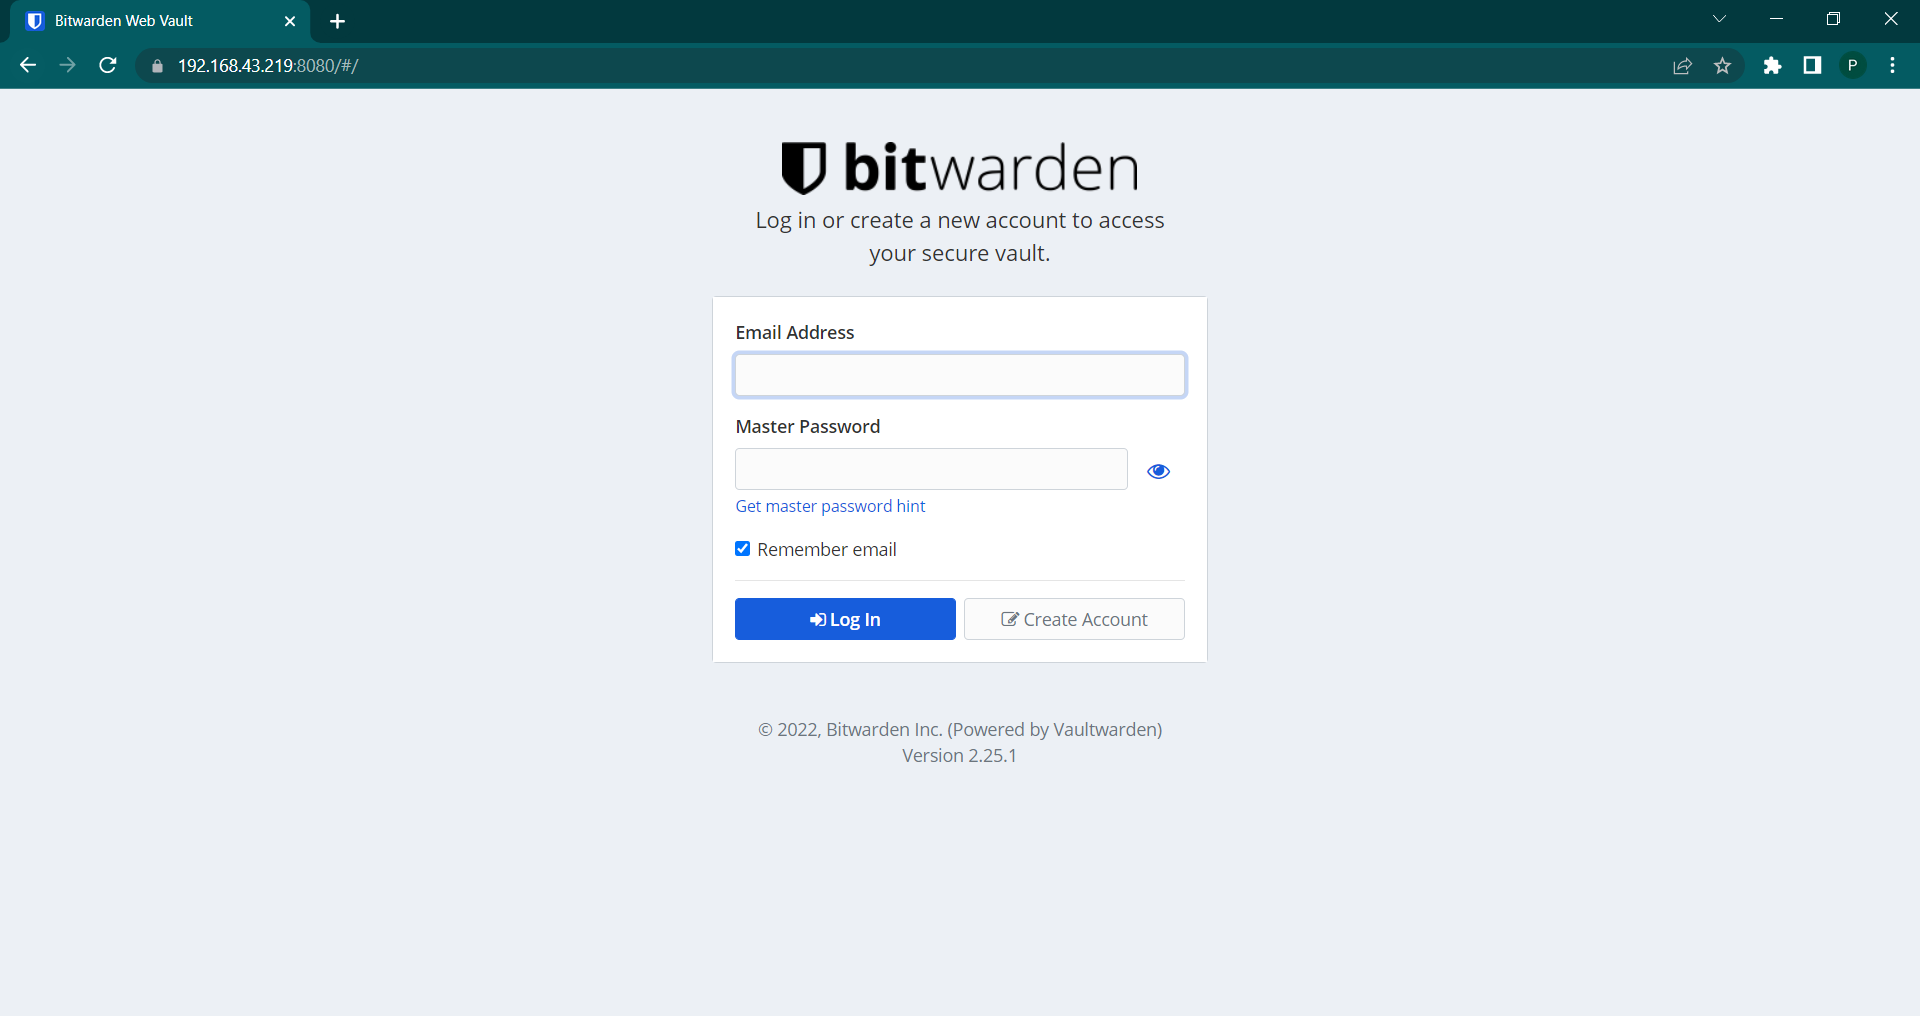 Bitwarden Web Vault
192.168.43.219:8080/#/
P
bitwarden
Log in or create a new account to access
your secure vault.
Email Address
Master Password
Get master password hint
Remember email
Log In
Create Account
© 2022, Bitwarden Inc. (Powered by Vaultwarden)
Version 2.25.1